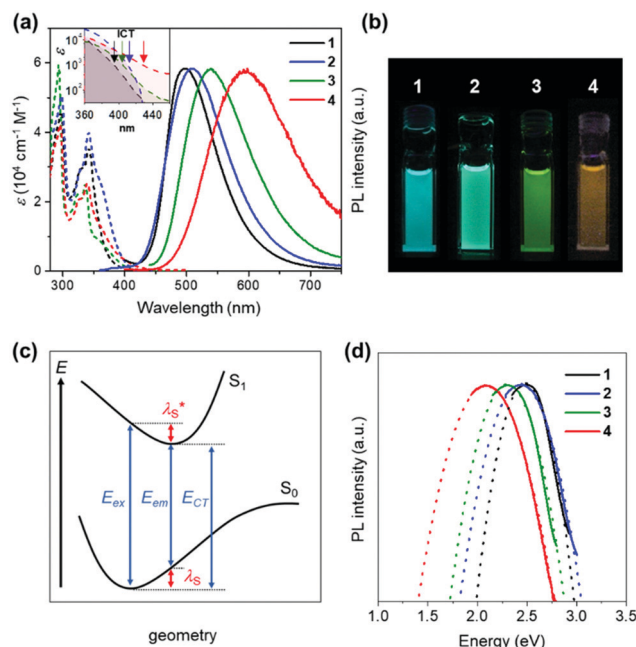 (a)
ICT
ε
10⁴
10³
10²
360 400 440
nm
1
2
3
4
ε (10⁴ cm⁻¹ M⁻¹)
6
4
2
0
300 400 500 600 700
Wavelength (nm)
PL intensity (a.u.)
(b)
1 2 3 4
(c)
E
λS*
S1
Eex Eem ECT
S0
λS
geometry
(d)
1
2
3
4
PL intensity (a.u.)
1.0 1.5 2.0 2.5 3.0 3.5
Energy (eV)